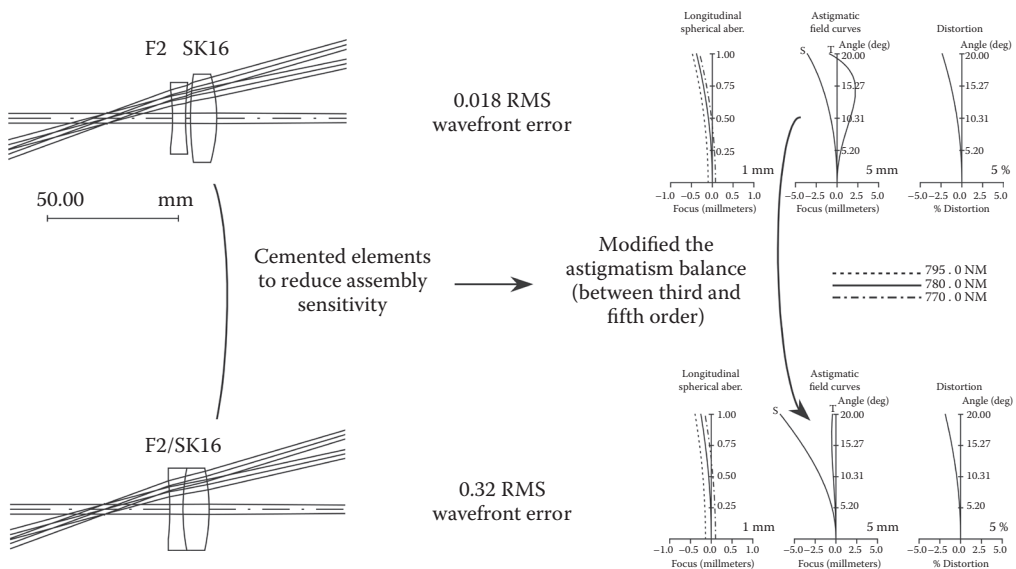 F2 SK16
50.00 mm
0.018 RMS
wavefront error
Longitudinal
spherical aber.
1.00
0.75
0.50
0.25
1 mm
−1.0 −0.5 0.0 0.5 1.0
Focus (millmeters)
Astigmatic
field curves
S T Angle (deg)
20.00
15.27
10.31
5.20
5 mm
−5.0 −2.5 0.0 2.5 5.0
Focus (millmeters)
Distortion
Angle (deg)
20.00
15.27
10.31
5.20
5 %
−5.0 −2.5 0.0 2.5 5.0
% Distortion
Cemented elements
to reduce assembly
sensitivity
Modified the
astigmatism balance
(between third and
fifth order)
795 . 0 NM
780 . 0 NM
770 . 0 NM
F2/SK16
0.32 RMS
wavefront error
Longitudinal
spherical aber.
1.00
0.75
0.50
0.25
1 mm
−1.0 −0.5 0.0 0.5 1.0
Focus (millmeters)
Astigmatic
field curves
Angle (deg)
S T
20.00
15.27
10.31
5.20
5 mm
−5.0 −2.5 0.0 2.5 5.0
Focus (millmeters)
Distortion
Angle (deg)
20.00
15.27
10.31
5.20
5 %
−5.0 −2.5 0.0 2.5 5.0
% Distortion